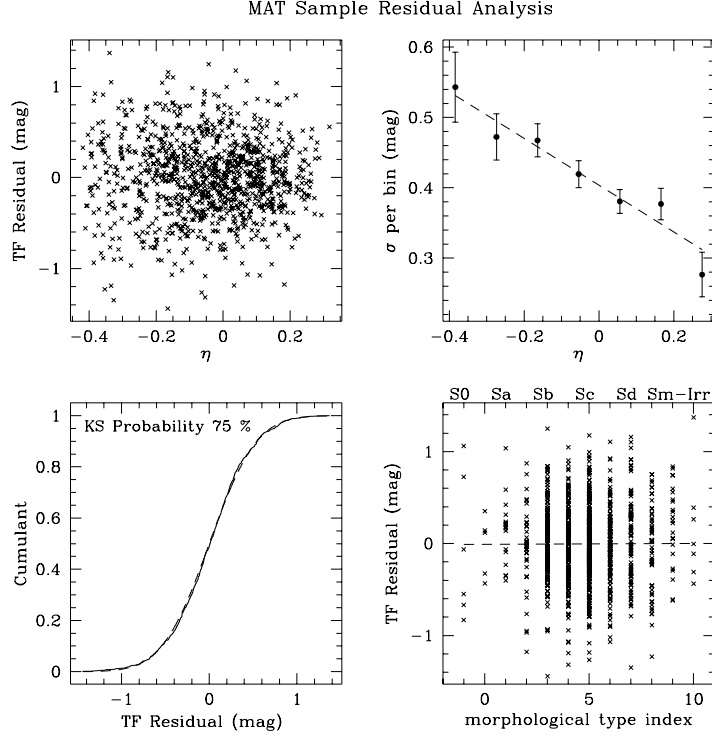 MAT Sample Residual Analysis
TF Residual (mag)
1
0
−1
−0.4 −0.2 0 0.2
η
σ per bin (mag)
0.6
0.5
0.4
0.3
−0.4 −0.2 0 0.2
η
Cumulant
1
0.8
0.6
0.4
0.2
0
KS Probability 75 %
−1 0 1
TF Residual (mag)
S0 Sa Sb Sc Sd Sm−Irr
TF Residual (mag)
1
0
−1
0 5 10
morphological type index